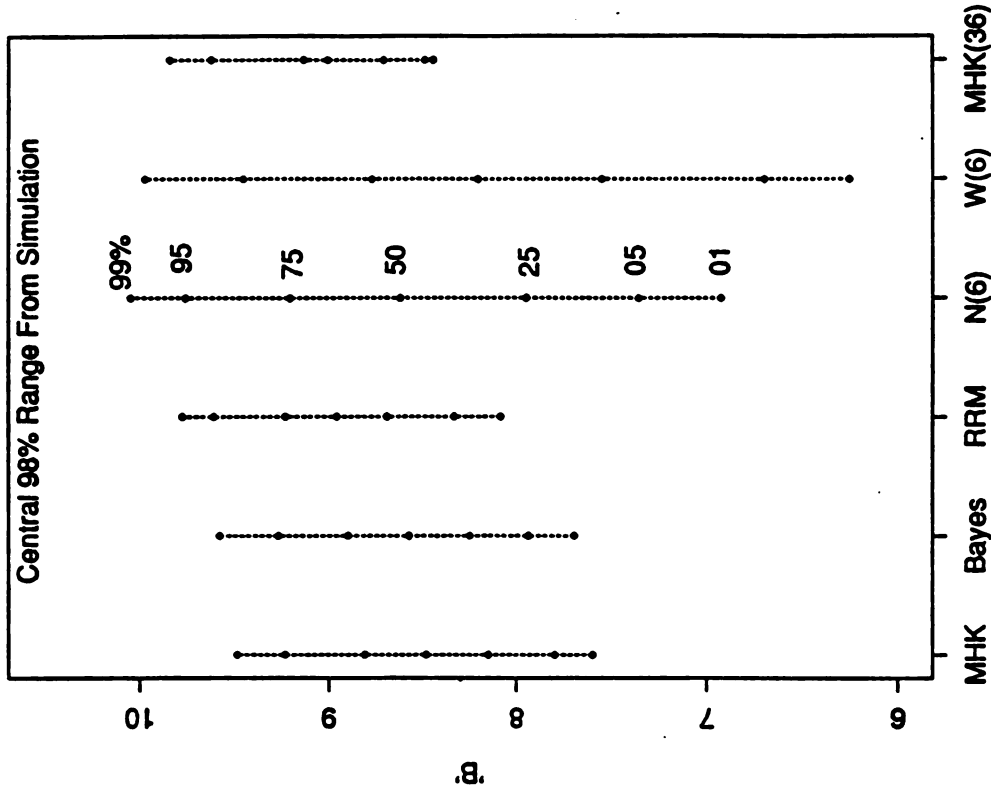 Central 98% Range From Simulation
99%
95
75
50
25
05
01
10
9
8
7
6
'B'
MHK
Bayes
RRM
N(6)
W(6)
MHK(36)